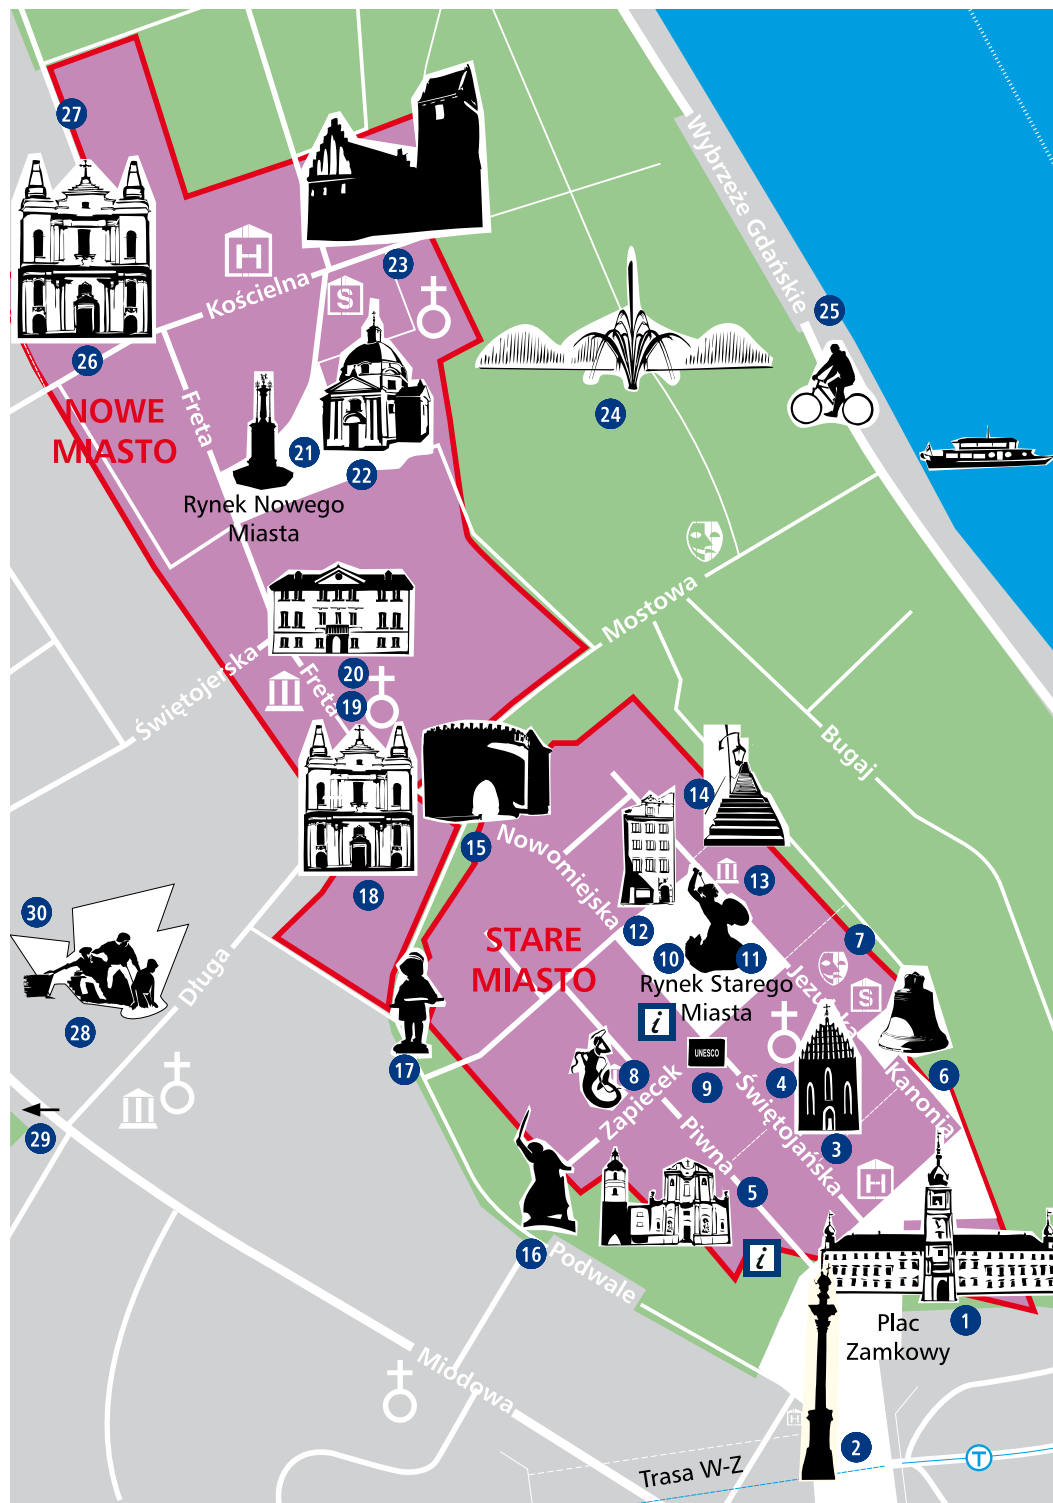 27
Wybrzeże Gdańskie
H
23
S
Kościelna
25
26
NOWE
MIASTO
Freta
24
21
22
Rynek Nowego
Miasta
Mostowa
20
Świętojerska
Freta
19
Bugaj
14
15
Nowomiejska
13
18
30
12
7
STARE
MIASTO
10
11
Długa
Rynek Starego
Miasta
Jezuicka
S
i
28
UNESCO
17
8
9
4
Kanonia
6
Zapiecek
Świętojańska
29
Piwna
3
H
5
16
i
Podwale
1
Plac
Zamkowy
Miodowa
H
2
Trasa W-Z
T